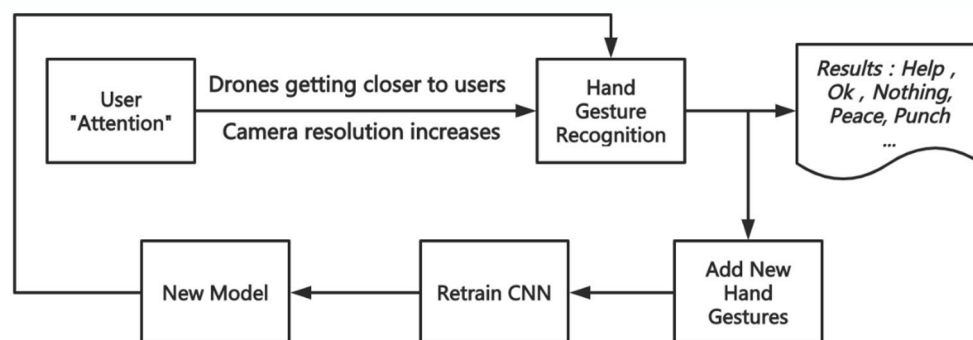 User
"Attention"
Drones getting closer to users
Camera resolution increases
Hand
Gesture
Recognition
Results : Help ,
Ok , Nothing,
Peace, Punch
...
New Model
Retrain CNN
Add New
Hand
Gestures